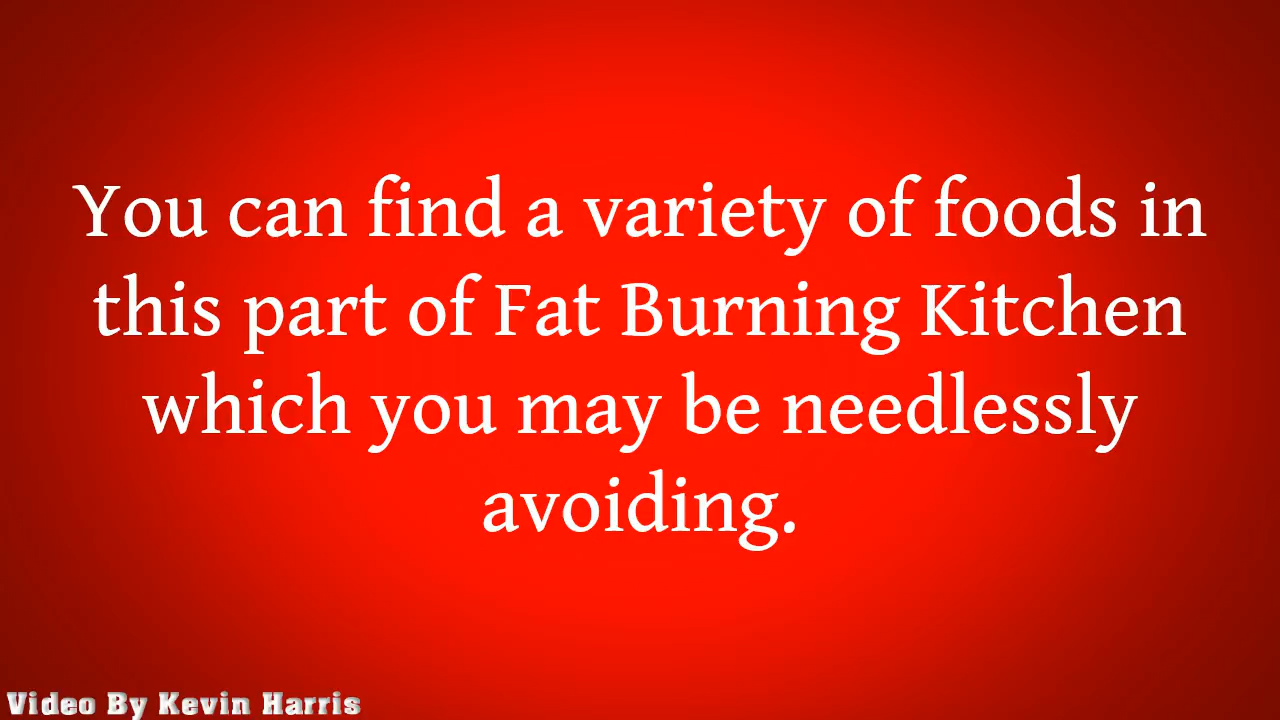 You can find a variety of foods in
this part of Fat Burning Kitchen
which you may be needlessly
avoiding.
Video By Kevin Harris